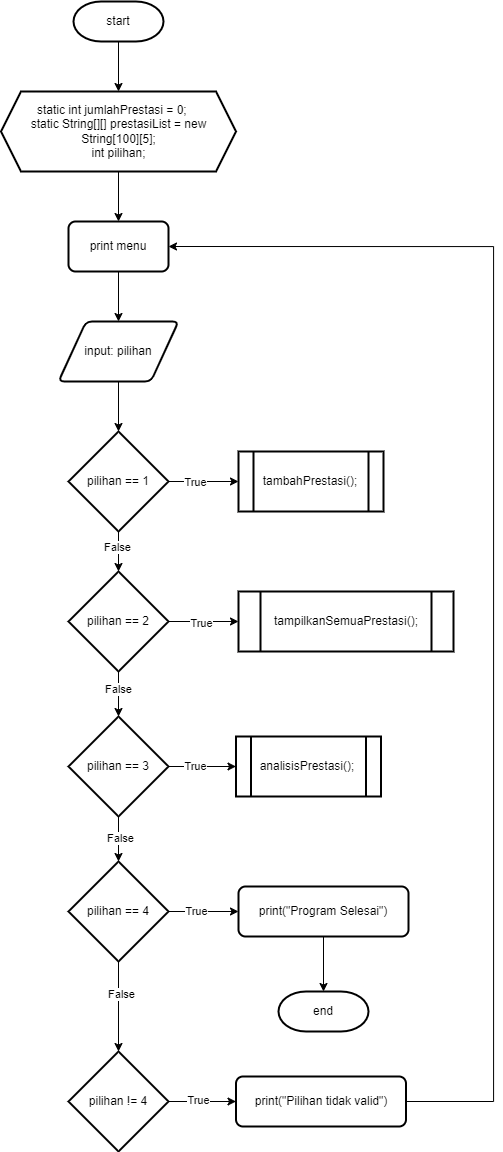 start
static int jumlahPrestasi = 0;
static String[][] prestasiList = new
String[100][5];
int pilihan;
print menu
input: pilihan
pilihan == 1
True
tambahPrestasi();
False
pilihan == 2
True
tampilkanSemuaPrestasi();
False
pilihan == 3
True
analisisPrestasi();
False
pilihan == 4
True
print("Program Selesai")
end
False
pilihan != 4
True
print("Pilihan tidak valid")